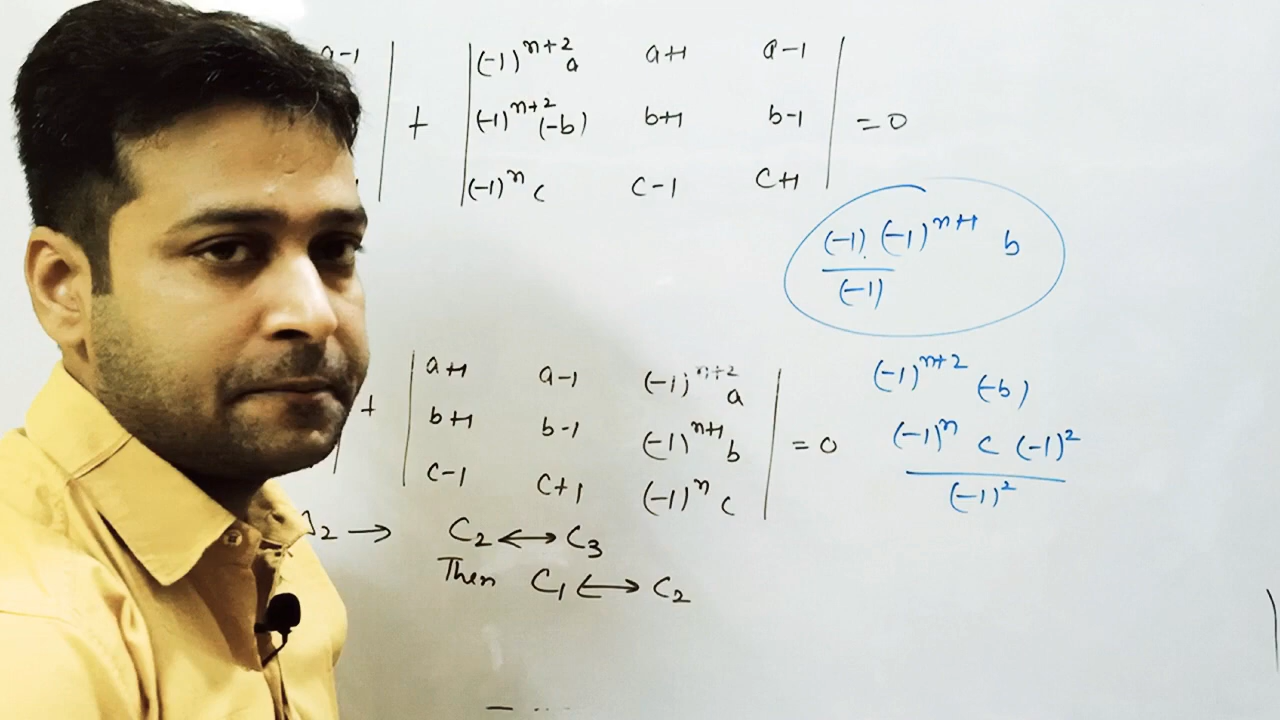 a-1 | + | (-1)^{n+2} a a+1 a-1 |
(-1)^{n+2} (-b) b+1 b-1 = 0
(-1)^n c c-1 c+1
(-1). (-1)^{n+1} b
(-1)
+ | a+1 a-1 (-1)^{n+2} a |
b+1 b-1 (-1)^{n+1} b = 0
c-1 c+1 (-1)^n c
(-1)^{n+2} (-b)
(-1)^n c (-1)^2
(-1)^2
2 → C2 ↔ C3
Then C1 ↔ C2